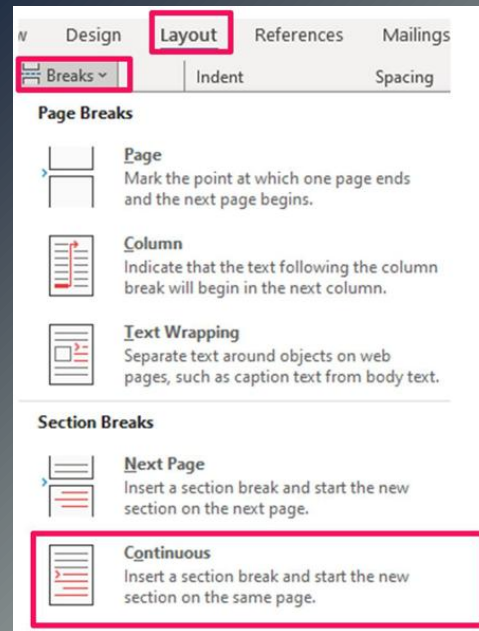 w Design Layout References Mailings
Breaks Indent Spacing
Page Breaks
Page
Mark the point at which one page ends
and the next page begins.
Column
Indicate that the text following the column
break will begin in the next column.
Text Wrapping
Separate text around objects on web
pages, such as caption text from body text.
Section Breaks
Next Page
Insert a section break and start the new
section on the next page.
Continuous
Insert a section break and start the new
section on the same page.